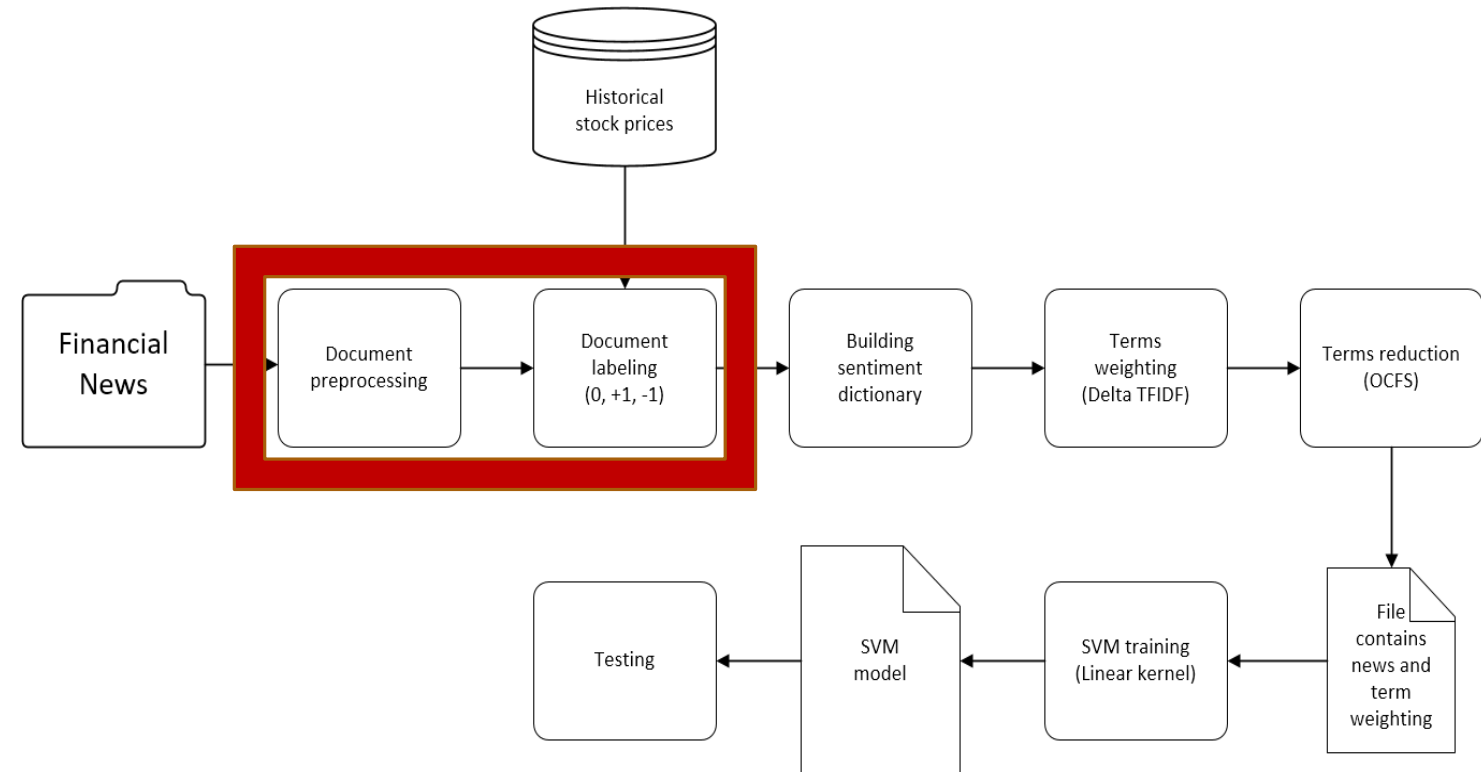 Historical
stock prices
Financial
News
Document
preprocessing
Document
labeling
(0, +1, -1)
Building
sentiment
dictionary
Terms
weighting
(Delta TFIDF)
Terms reduction
(OCFS)
File
contains
news and
term
weighting
SVM training
(Linear kernel)
SVM
model
Testing